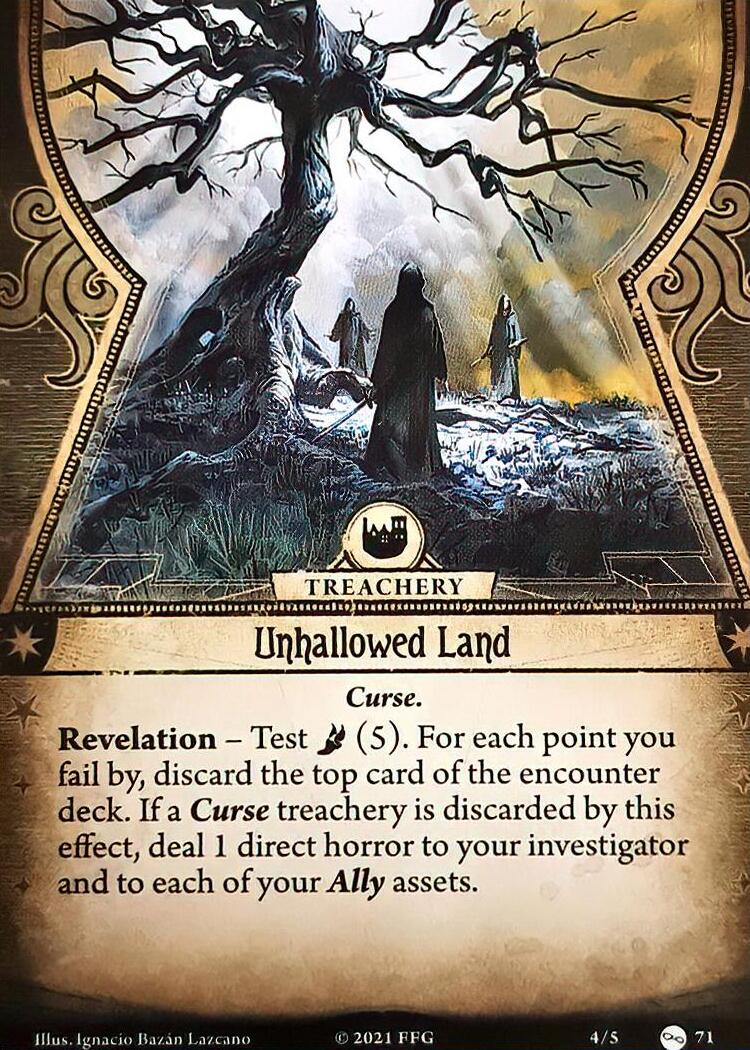 TREACHERY
Unhallowed Land
Curse.
Revelation – Test (5). For each point you
fail by, discard the top card of the encounter
deck. If a Curse treachery is discarded by this
effect, deal 1 direct horror to your investigator
and to each of your Ally assets.
Illus. Ignacio Bazán Lazcano © 2021 FFG 4/5 71